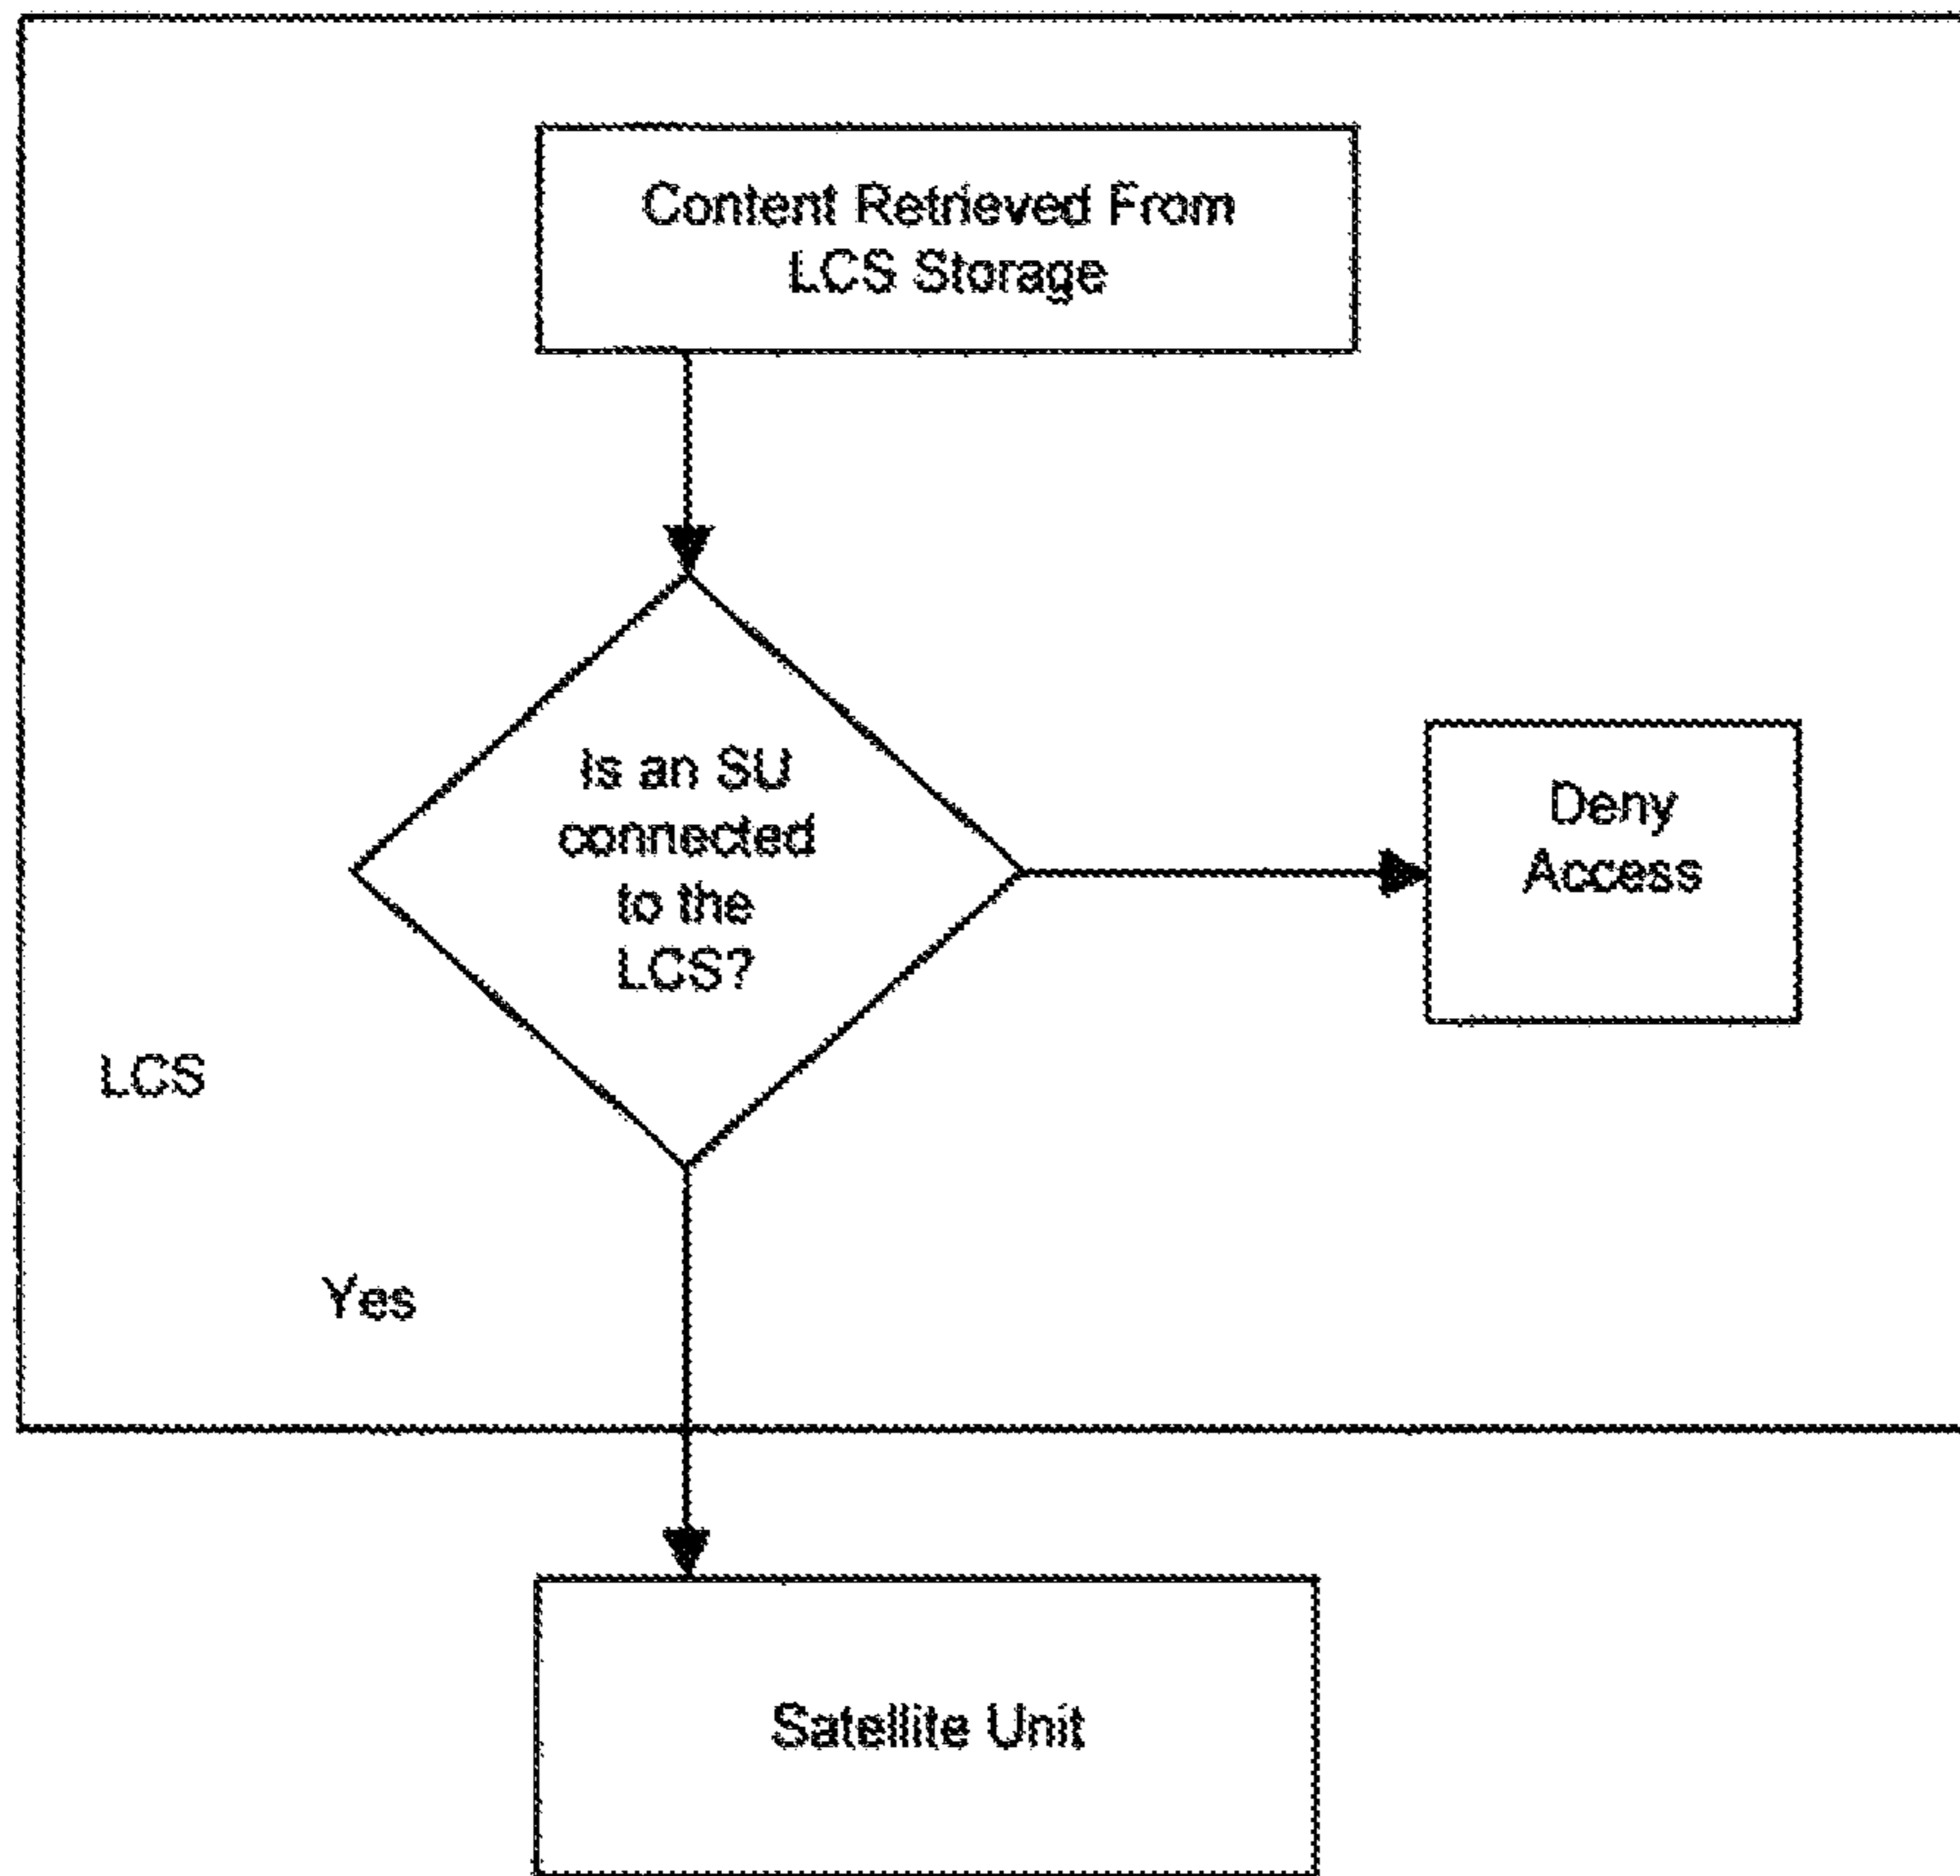 Content Retrieved From
LCS Storage
Is an SU
connected
to the
LCS?
Deny
Access
LCS
Yes
Satellite Unit